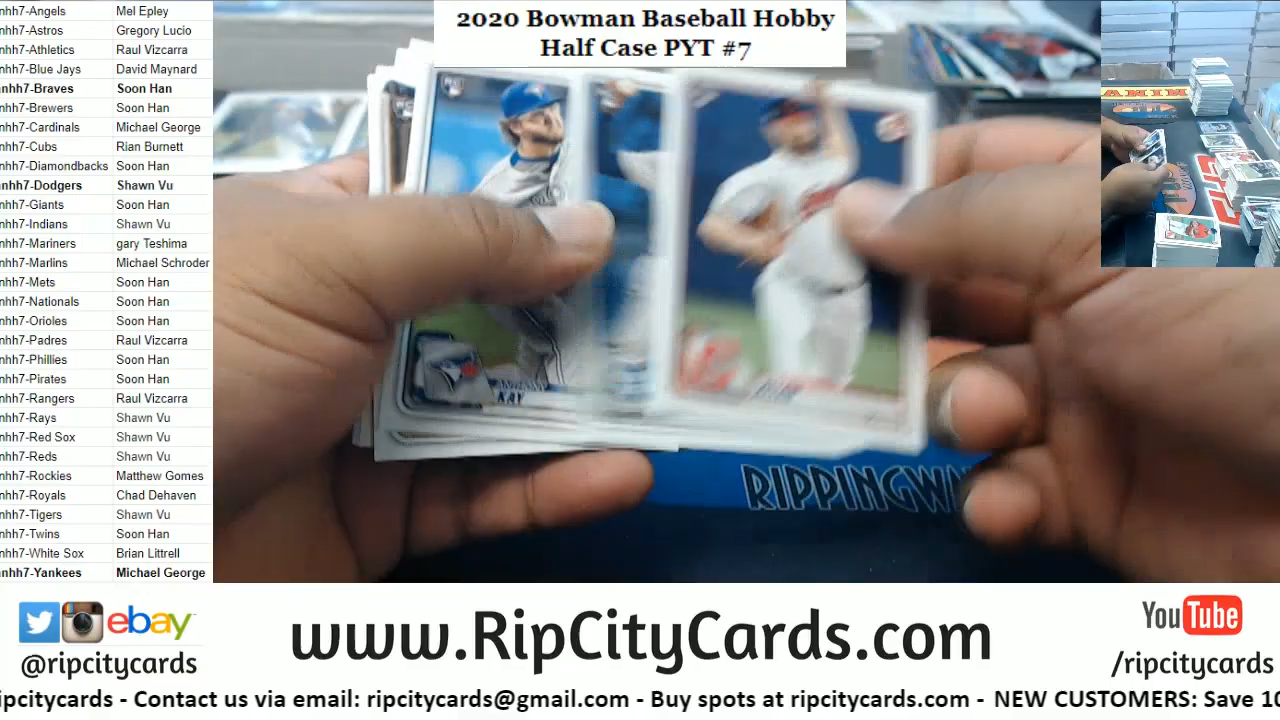 2020 Bowman Baseball Hobby
Half Case PYT #7
nhh7-Angels Mel Epley
nhh7-Astros Gregory Lucio
nhh7-Athletics Raul Vizcarra
nhh7-Blue Jays David Maynard
nhh7-Braves Soon Han
nhh7-Brewers Soon Han
nhh7-Cardinals Michael George
nhh7-Cubs Rian Burnett
nhh7-Diamondbacks Soon Han
nhh7-Dodgers Shawn Vu
nhh7-Giants Soon Han
nhh7-Indians Shawn Vu
nhh7-Mariners gary Teshima
nhh7-Marlins Michael Schroder
nhh7-Mets Soon Han
nhh7-Nationals Soon Han
nhh7-Orioles Soon Han
nhh7-Padres Raul Vizcarra
nhh7-Phillies Soon Han
nhh7-Pirates Soon Han
nhh7-Rangers Raul Vizcarra
nhh7-Rays Shawn Vu
nhh7-Red Sox Shawn Vu
nhh7-Reds Shawn Vu
nhh7-Rockies Matthew Gomes
nhh7-Royals Chad Dehaven
nhh7-Tigers Shawn Vu
nhh7-Twins Soon Han
nhh7-White Sox Brian Littrell
nhh7-Yankees Michael George
KAY
RIPPINGW
ebay
@ripcitycards
www.RipCityCards.com
YouTube
/ripcitycards
ipcitycards - Contact us via email: ripcitycards@gmail.com - Buy spots at ripcitycards.com - NEW CUSTOMERS: Save 10